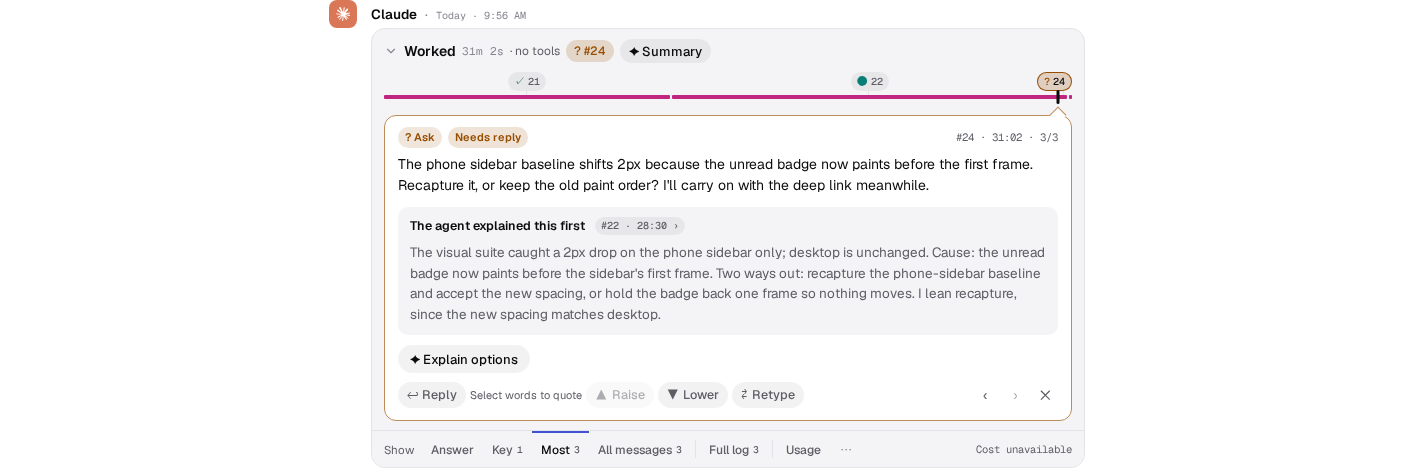 Claude · Today · 9:56 AM
Worked 31m 2s · no tools ? #24 ✦ Summary
✓ 21 22 ? 24
? Ask Needs reply #24 · 31:02 · 3/3
The phone sidebar baseline shifts 2px because the unread badge now paints before the first frame.
Recapture it, or keep the old paint order? I'll carry on with the deep link meanwhile.
The agent explained this first #22 · 28:30 ›
The visual suite caught a 2px drop on the phone sidebar only; desktop is unchanged. Cause: the unread
badge now paints before the sidebar's first frame. Two ways out: recapture the phone-sidebar baseline
and accept the new spacing, or hold the badge back one frame so nothing moves. I lean recapture,
since the new spacing matches desktop.
✦ Explain options
↩ Reply Select words to quote ▲ Raise ▼ Lower ⇄ Retype ‹ › ×
Show Answer Key 1 Most 3 All messages 3 Full log 3 Usage ··· Cost unavailable